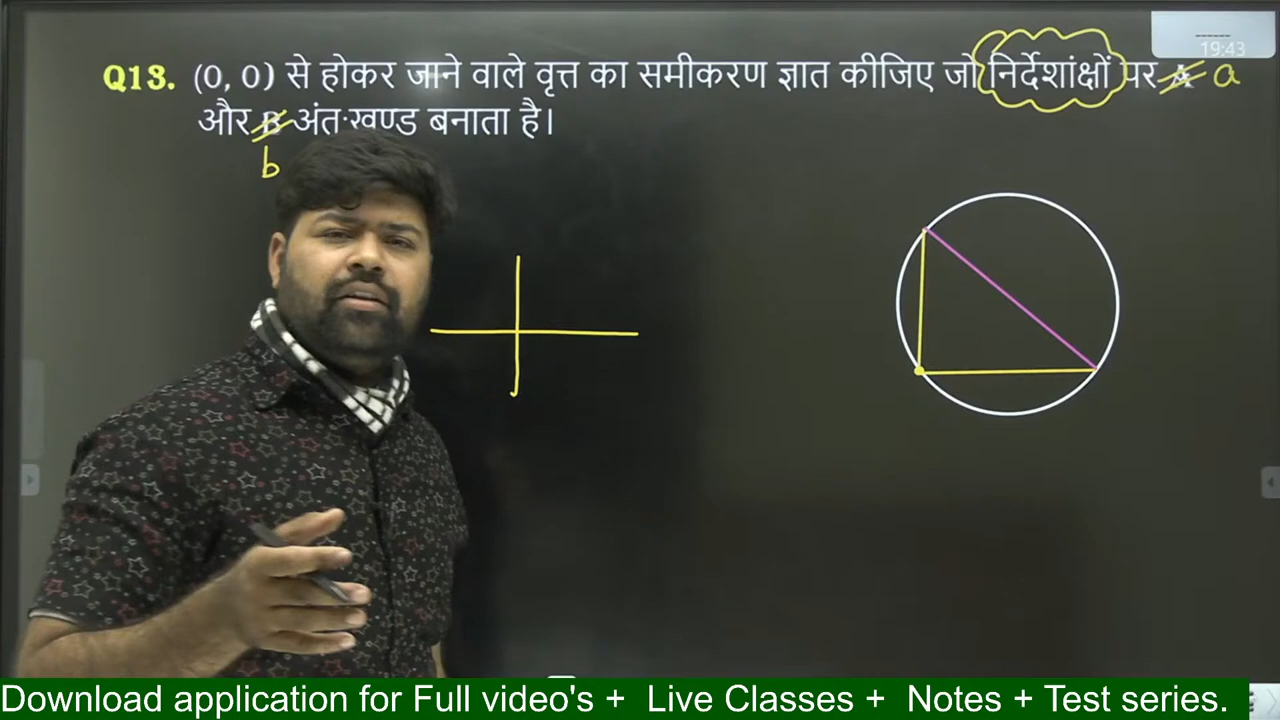 19:43
Q13. (0, 0) से होकर जाने वाले वृत्त का समीकरण ज्ञात कीजिए जो निर्देशांक्षों पर A a
और B अंतःखण्ड बनाता है।
b
Download application for Full video's + Live Classes + Notes + Test series.